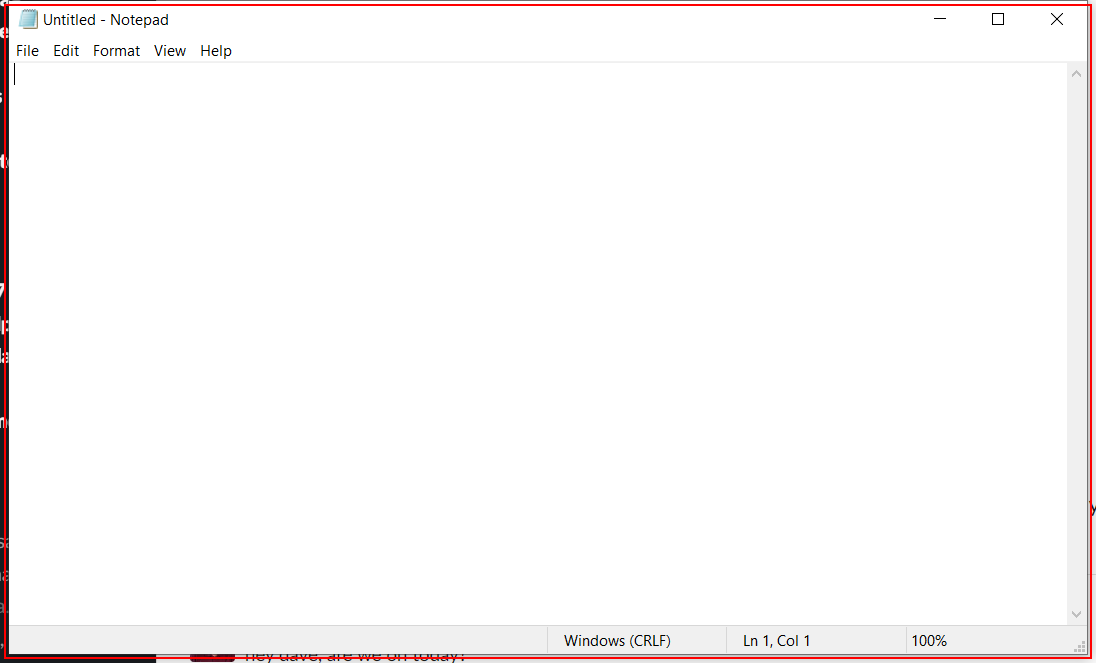 Untitled - Notepad
File Edit Format View Help
Windows (CRLF) Ln 1, Col 1 100%
hey dave, are we on today?